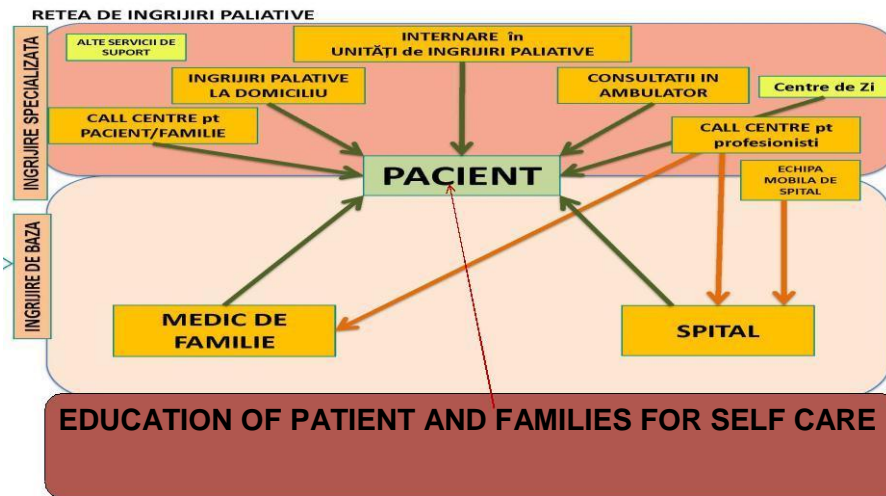 RETEA DE INGRIJIRI PALIATIVE
INGRIJIRE SPECIALIZATA
ALTE SERVICII DE
SUPORT
INTERNARE în
UNITĂȚI de INGRIJIRI PALIATIVE
INGRIJIRI PALATIVE
LA DOMICILIU
CONSULTATII IN
AMBULATOR
Centre de Zi
CALL CENTRE pt
PACIENT/FAMILIE
CALL CENTRE pt
profesionisti
PACIENT
ECHIPA
MOBILA DE
SPITAL
INGRIJIRE DE BAZA
MEDIC DE
FAMILIE
SPITAL
EDUCATION OF PATIENT AND FAMILIES FOR SELF CARE